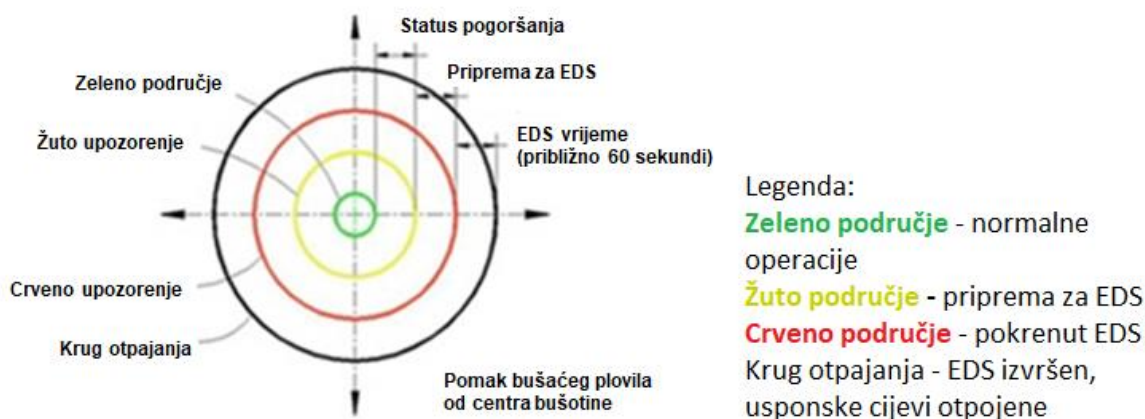 Status pogoršanja
Priprema za EDS
Zeleno područje
Žuto upozorenje
EDS vrijeme
(približno 60 sekundi)
Crveno upozorenje
Krug otpajanja
Pomak bušaćeg plovila
od centra bušotine
Legenda:
Zeleno područje - normalne
operacije
Žuto područje - priprema za EDS
Crveno područje - pokrenut EDS
Krug otpajanja - EDS izvršen,
usponske cijevi otpojene